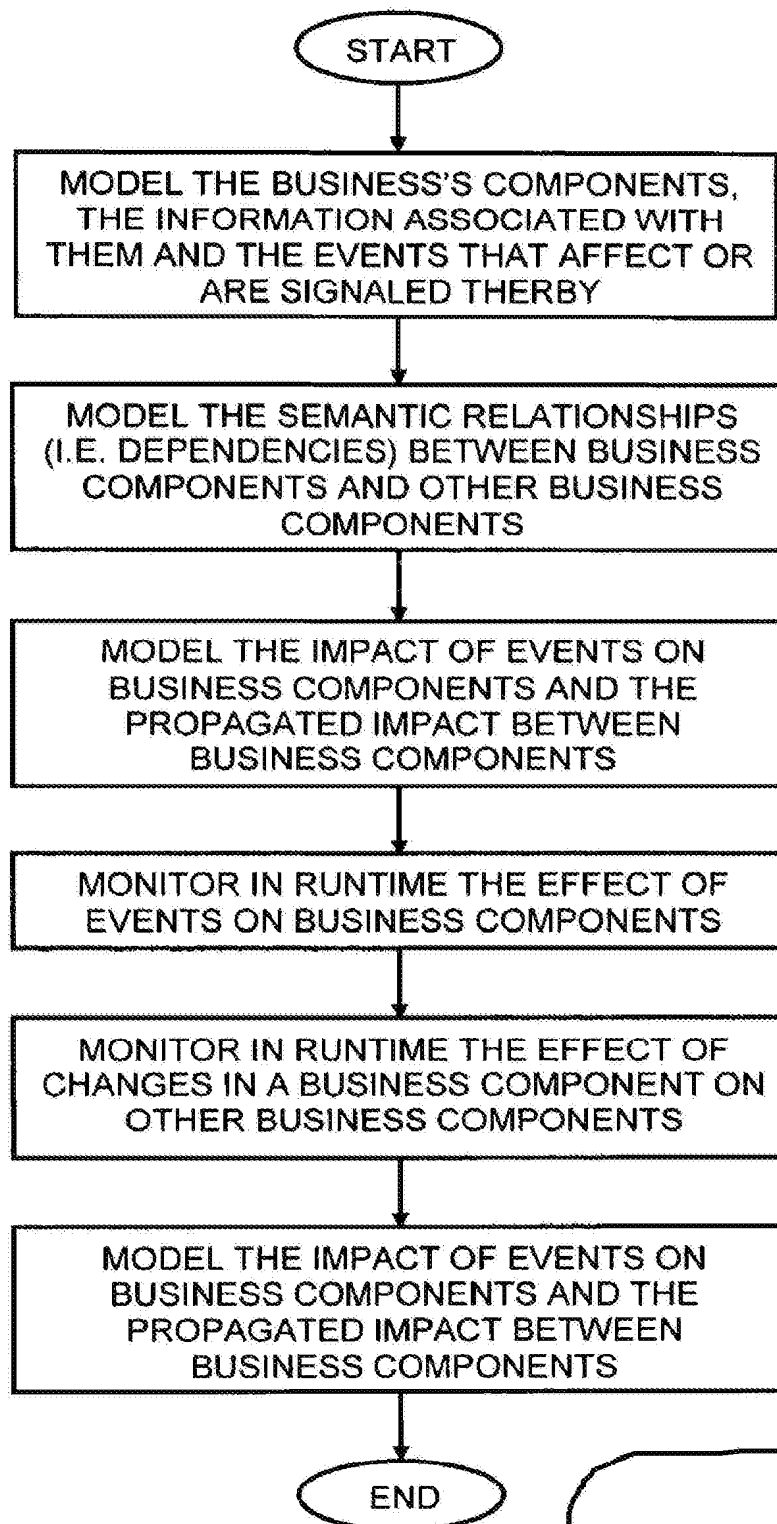 START
MODEL THE BUSINESS'S COMPONENTS,
THE INFORMATION ASSOCIATED WITH
THEM AND THE EVENTS THAT AFFECT OR
ARE SIGNALED THERBY
MODEL THE SEMANTIC RELATIONSHIPS
(I.E. DEPENDENCIES) BETWEEN BUSINESS
COMPONENTS AND OTHER BUSINESS
COMPONENTS
MODEL THE IMPACT OF EVENTS ON
BUSINESS COMPONENTS AND THE
PROPAGATED IMPACT BETWEEN
BUSINESS COMPONENTS
MONITOR IN RUNTIME THE EFFECT OF
EVENTS ON BUSINESS COMPONENTS
MONITOR IN RUNTIME THE EFFECT OF
CHANGES IN A BUSINESS COMPONENT ON
OTHER BUSINESS COMPONENTS
MODEL THE IMPACT OF EVENTS ON
BUSINESS COMPONENTS AND THE
PROPAGATED IMPACT BETWEEN
BUSINESS COMPONENTS
END